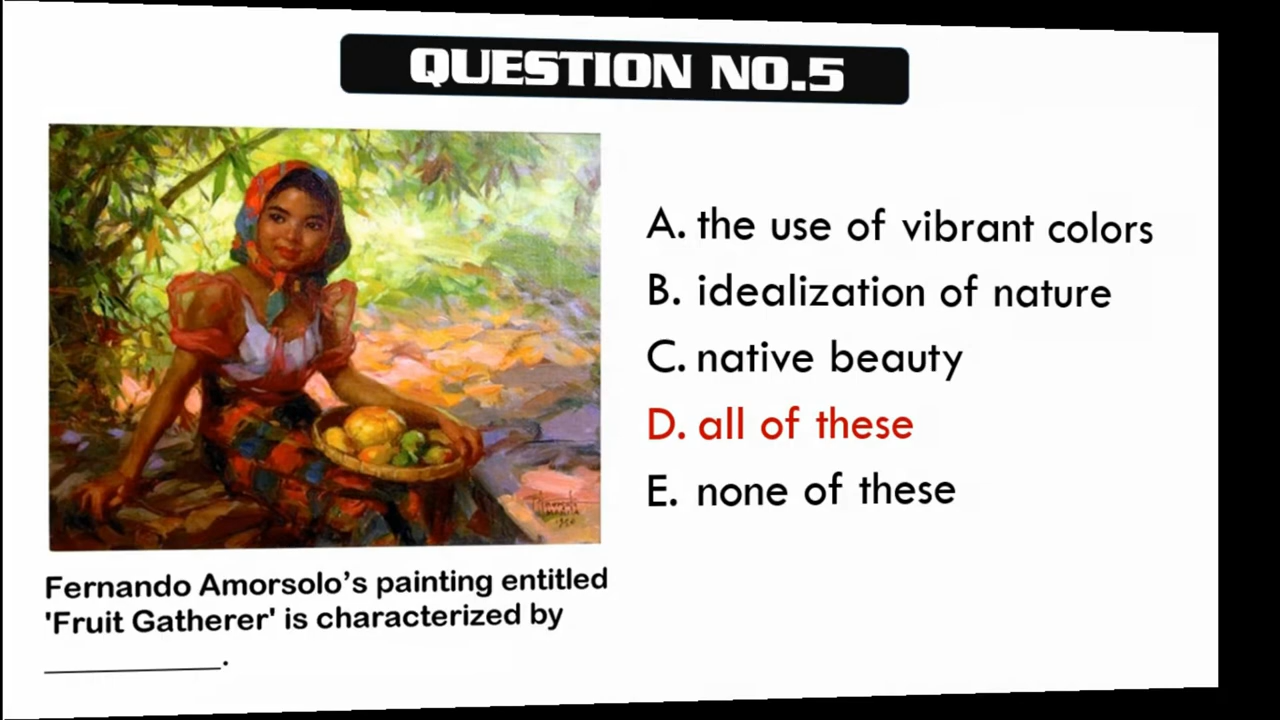 QUESTION NO.5
A. the use of vibrant colors
B. idealization of nature
C. native beauty
D. all of these
E. none of these
Fernando Amorsolo's painting entitled
'Fruit Gatherer' is characterized by
__________.